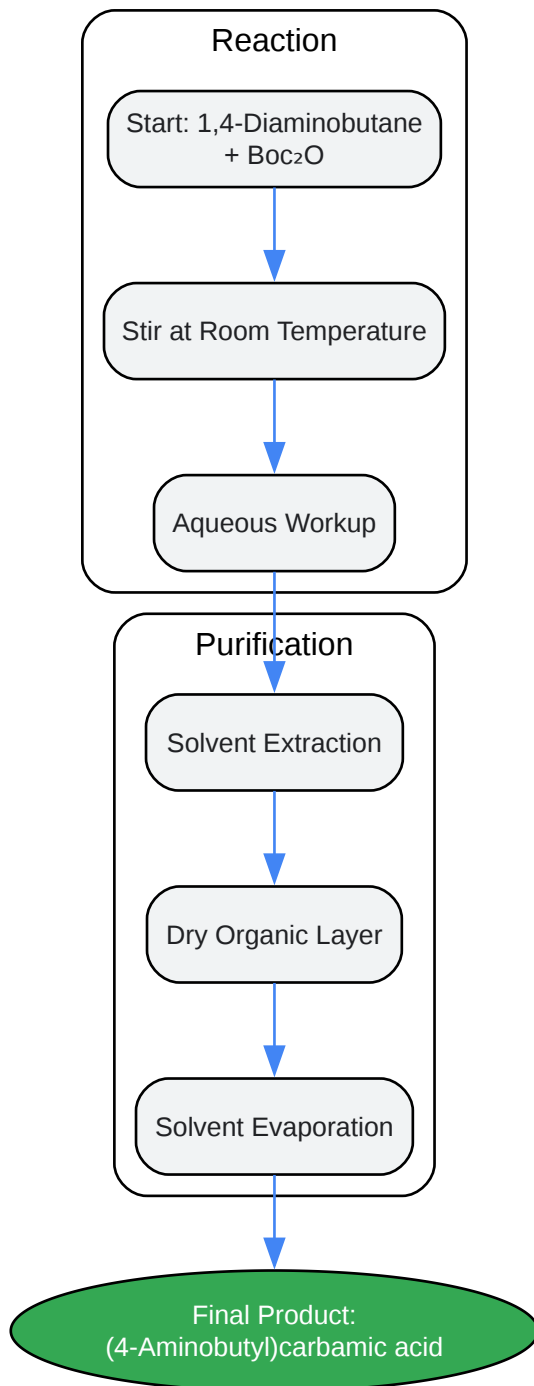 Reaction
Start: 1,4-Diaminobutane
+ Boc₂O
Stir at Room Temperature
Aqueous Workup
Purification
Solvent Extraction
Dry Organic Layer
Solvent Evaporation
Final Product:
(4-Aminobutyl)carbamic acid